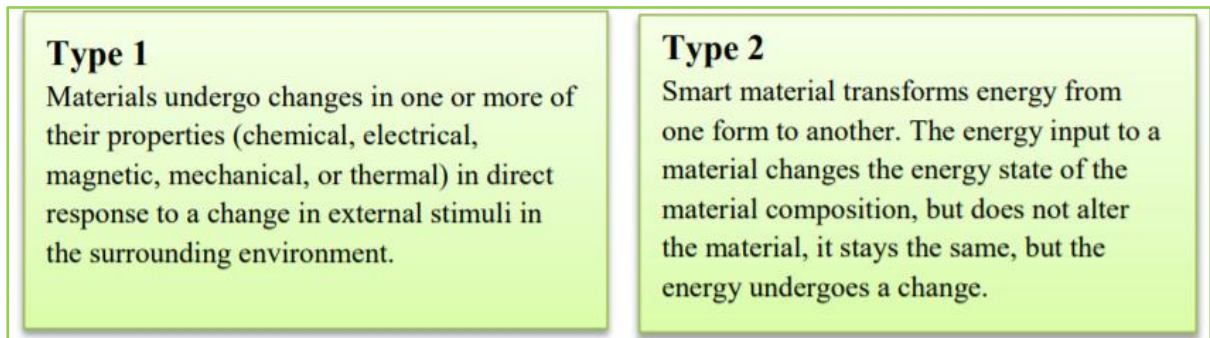 Type 1
Materials undergo changes in one or more of
their properties (chemical, electrical,
magnetic, mechanical, or thermal) in direct
response to a change in external stimuli in
the surrounding environment.
Type 2
Smart material transforms energy from
one form to another. The energy input to a
material changes the energy state of the
material composition, but does not alter
the material, it stays the same, but the
energy undergoes a change.